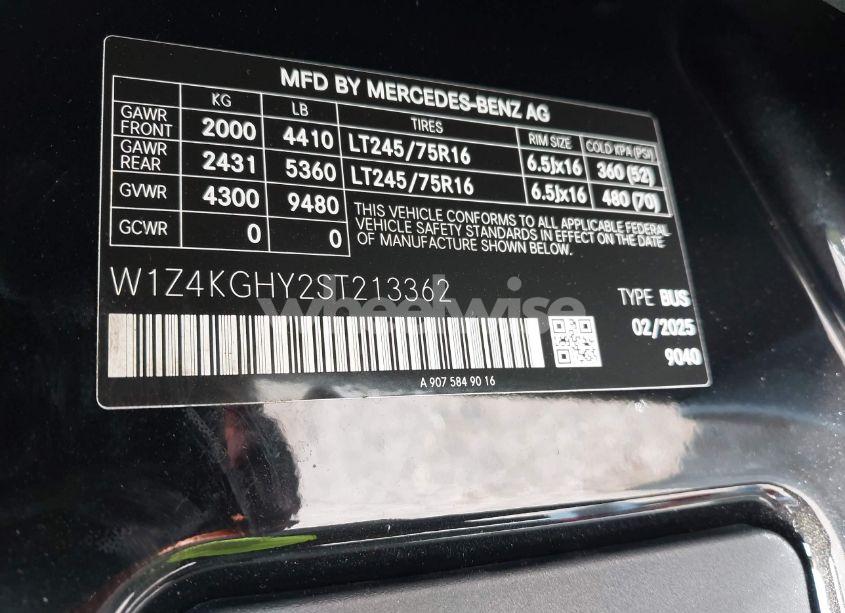 MFD BY MERCEDES-BENZ AG
KG LB TIRES RIM SIZE COLD KPA (PSI)
GAWR FRONT 2000 4410 LT245/75R16 6.5Jx16 360 (52)
GAWR REAR 2431 5360 LT245/75R16 6.5Jx16 480 (70)
GVWR 4300 9480
GCWR 0 0
THIS VEHICLE CONFORMS TO ALL APPLICABLE FEDERAL
VEHICLE SAFETY STANDARDS IN EFFECT ON THE DATE
OF MANUFACTURE SHOWN BELOW.
W1Z4KGHY2ST213362
TYPE BUS
02/2025
9040
A 907 584 90 16
wheelwise